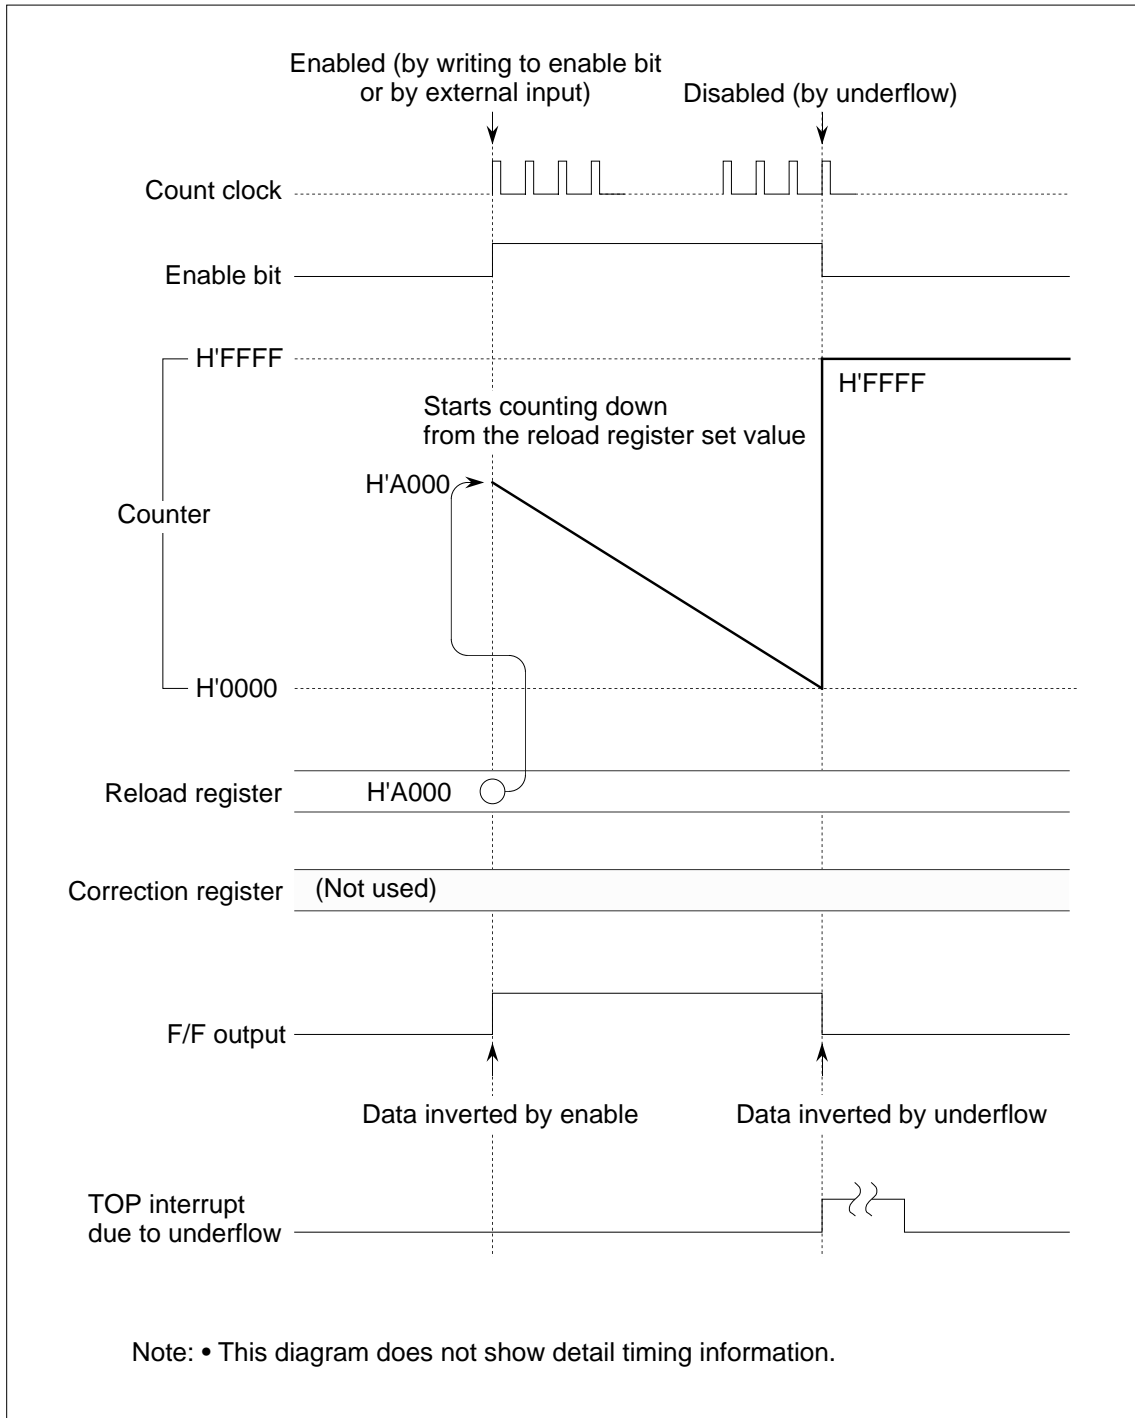 Enabled (by writing to enable bit
or by external input)
Disabled (by underflow)
Count clock
Enable bit
H'FFFF
H'FFFF
Starts counting down
from the reload register set value
H'A000
Counter
H'0000
Reload register
H'A000
Correction register
(Not used)
F/F output
Data inverted by enable
Data inverted by underflow
TOP interrupt
due to underflow
Note: • This diagram does not show detail timing information.